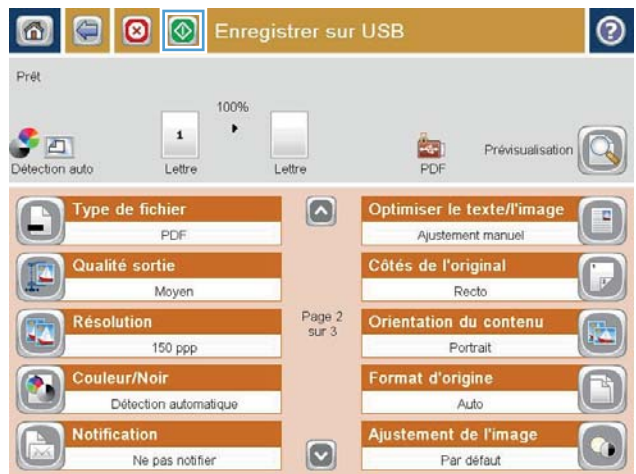 Enregistrer sur USB
Prêt
100%
1
Détection auto
Lettre
Lettre
PDF
Prévisualisation
Type de fichier
PDF
Optimiser le texte/l'image
Ajustement manuel
Qualité sortie
Moyen
Côtés de l'original
Recto
Résolution
150 ppp
Page 2
sur 3
Orientation du contenu
Portrait
Couleur/Noir
Détection automatique
Format d'origine
Auto
Notification
Ne pas notifier
Ajustement de l'image
Par défaut